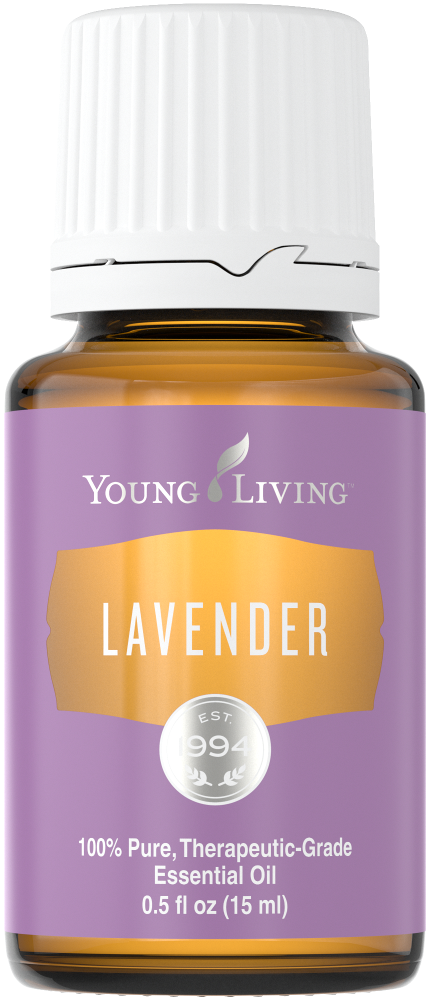 YOUNG LIVING™
LAVENDER
EST.
1994
100% Pure, Therapeutic-Grade
Essential Oil
0.5 fl oz (15 ml)